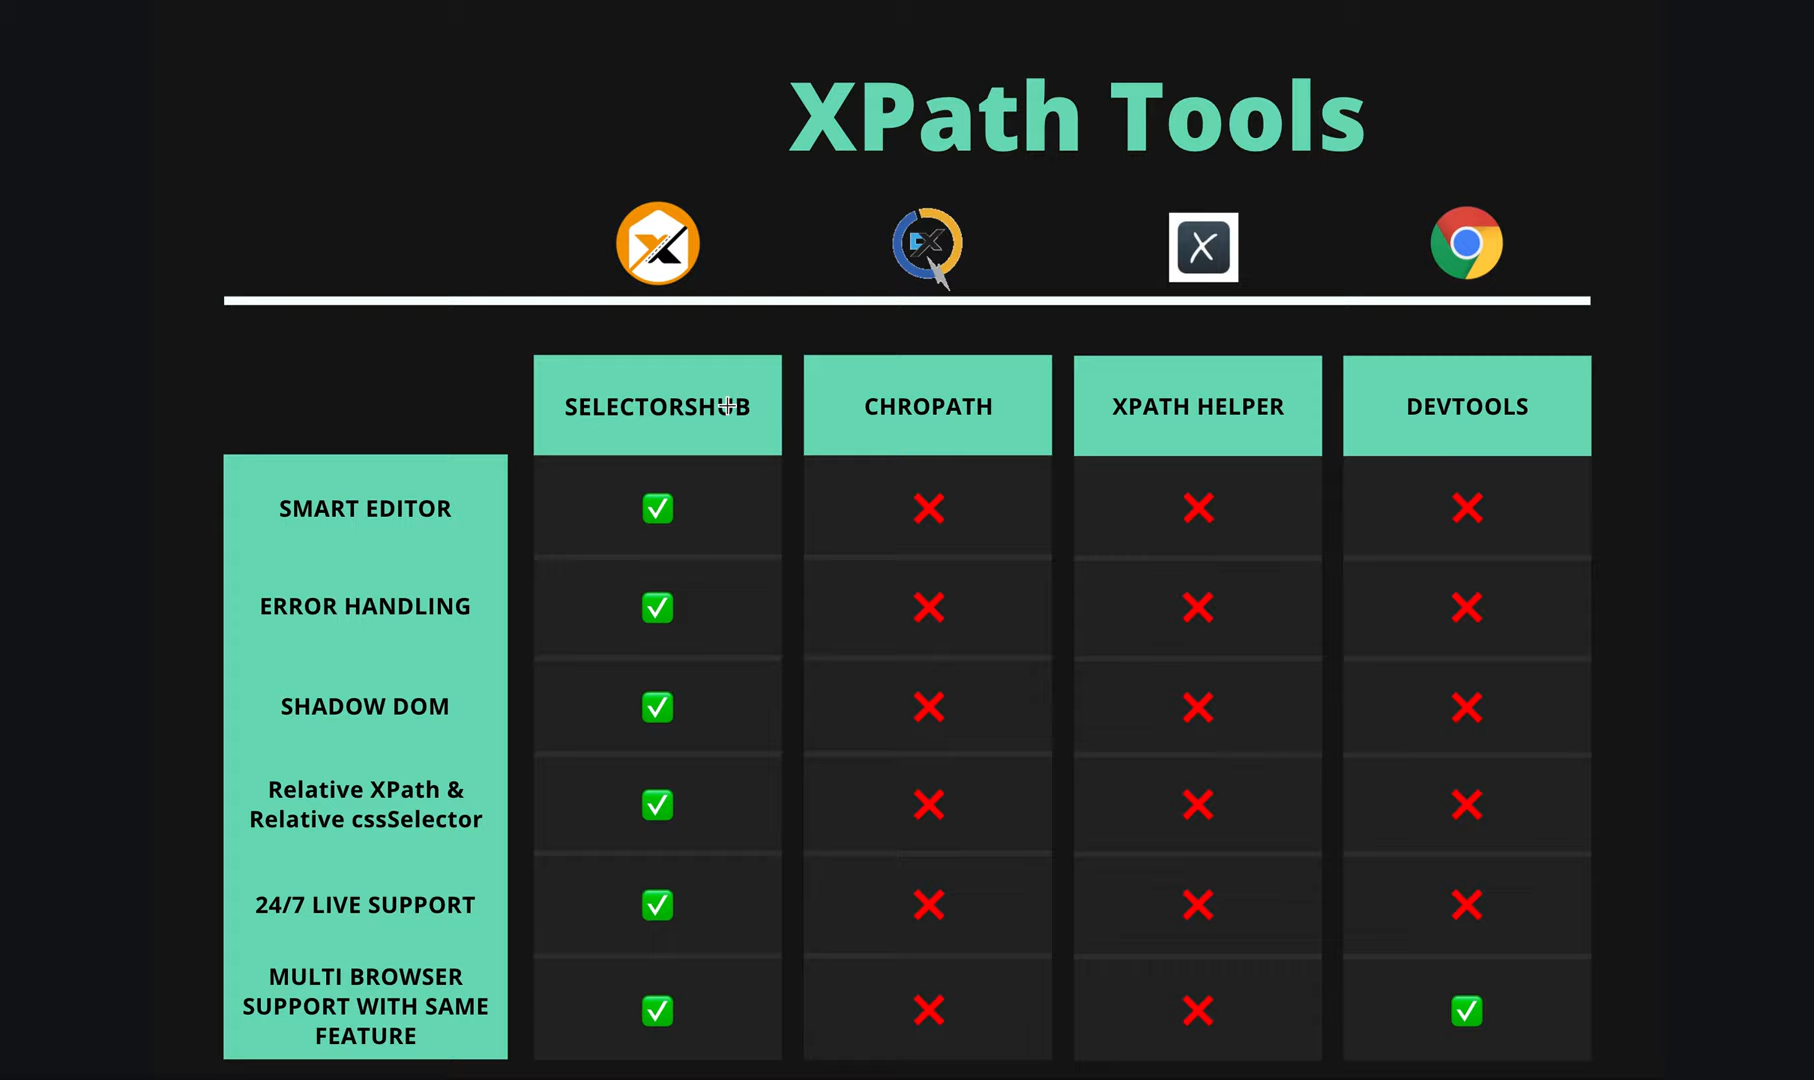 XPath Tools
SELECTORSHUB
CHROPATH
XPATH HELPER
DEVTOOLS
SMART EDITOR
ERROR HANDLING
SHADOW DOM
Relative XPath &
Relative cssSelector
24/7 LIVE SUPPORT
MULTI BROWSER
SUPPORT WITH SAME
FEATURE